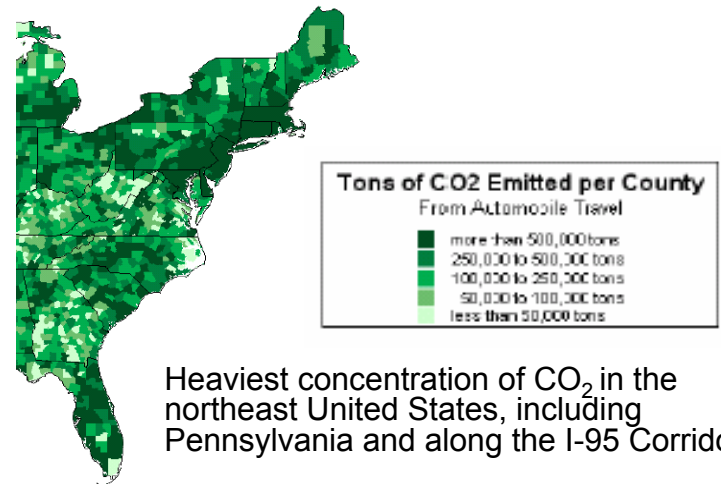 Tons of CO2 Emitted per County
From Automobile Travel
more than 500,000 tons
250,000 to 500,000 tons
100,000 to 250,000 tons
50,000 to 100,000 tons
less than 50,000 tons
Heaviest concentration of CO₂ in the
northeast United States, including
Pennsylvania and along the I-95 Corrido